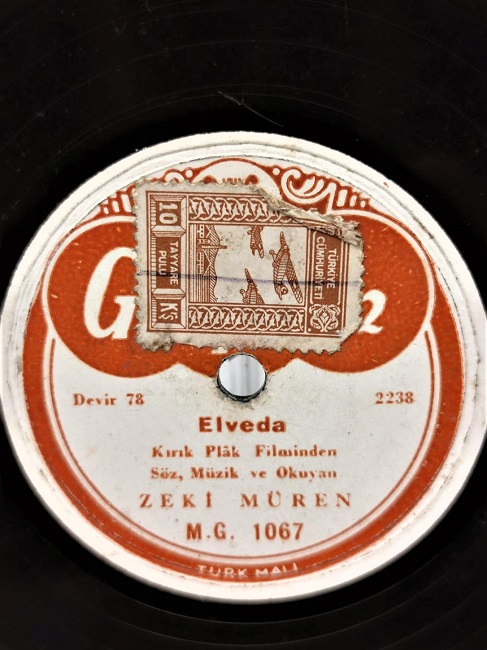 10
TAYYARE PULU
Kş
TÜRKİYE
CÜMHURİYETİ
G
Devir 78
2238
Elveda
Kırık Plâk Filminden
Söz, Müzik ve Okuyan
ZEKİ MÜREN
M.G. 1067
TÜRK MALI